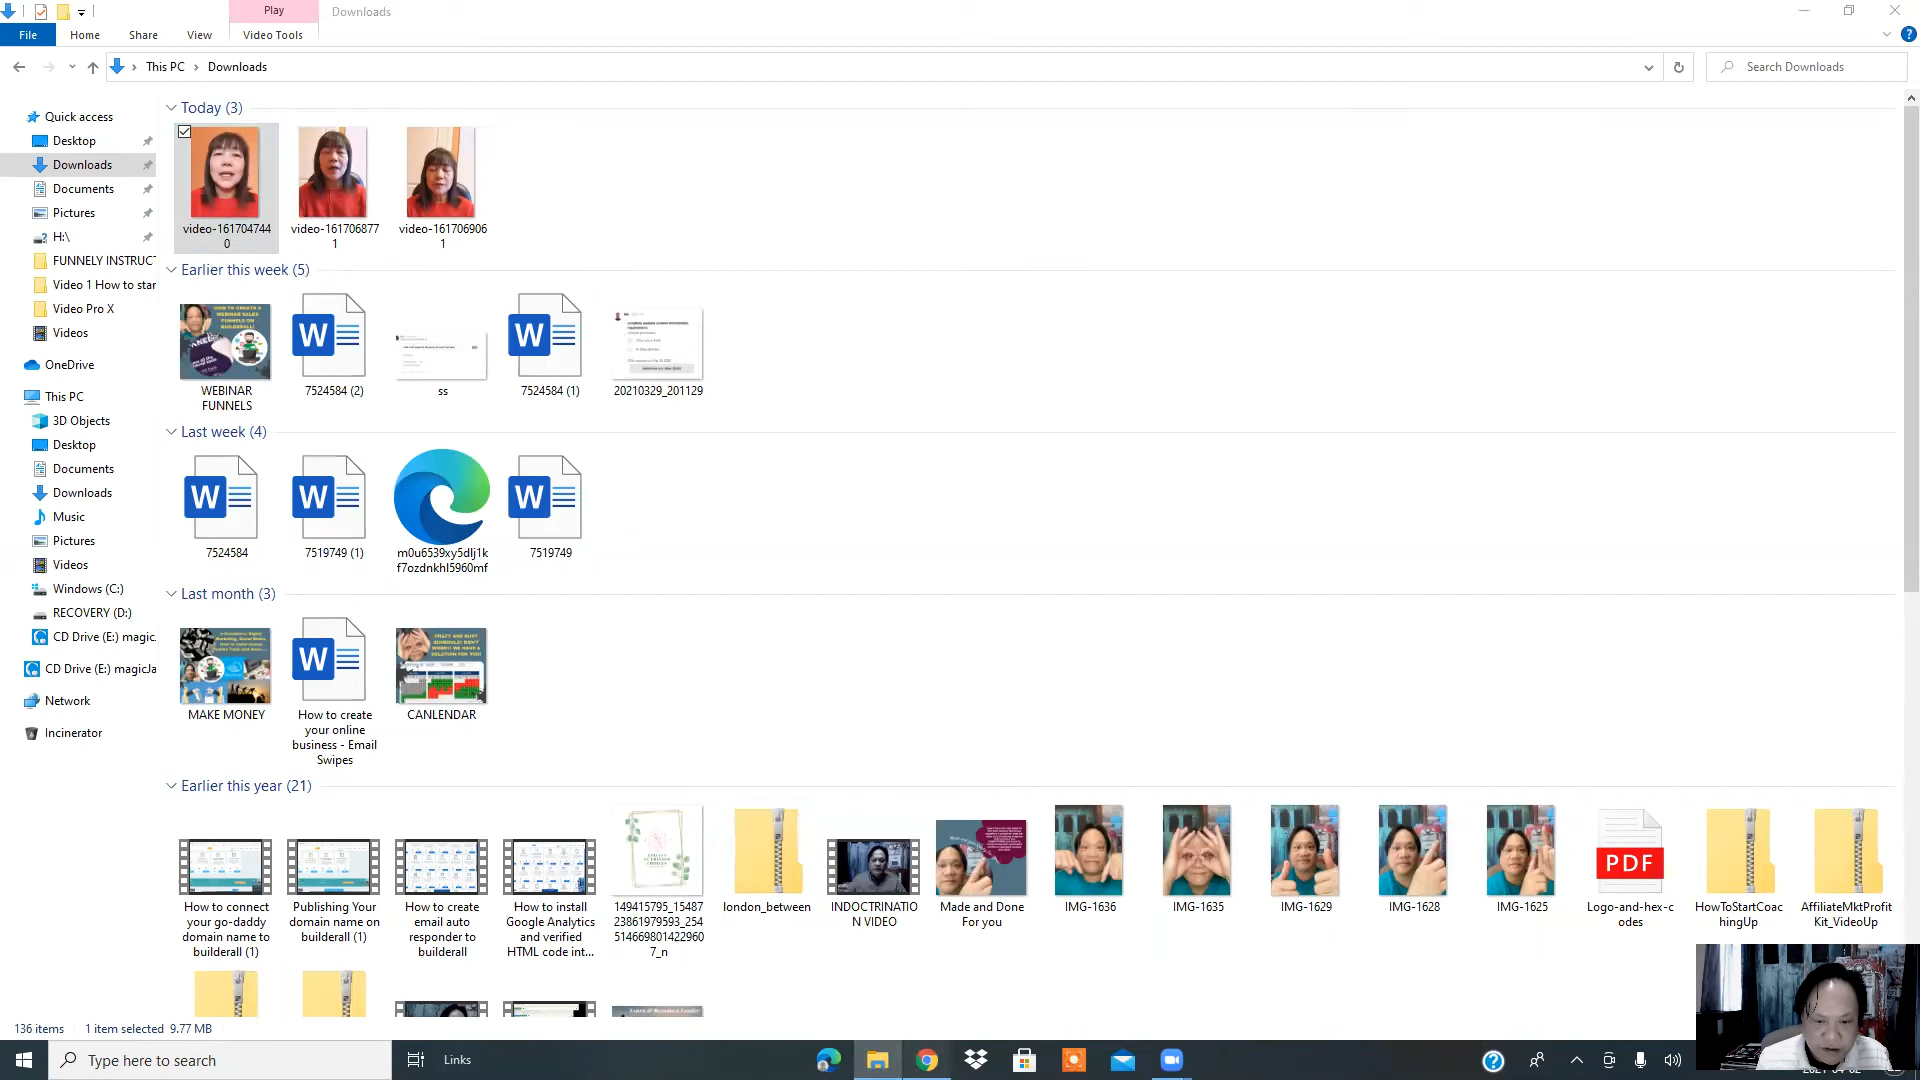 Play
Downloads
File
Home
Share
View
Video Tools
This PC
Downloads
Search Downloads
Quick access
Desktop
Downloads
Documents
Pictures
H:\
FUNNELY INSTRUCT
Video 1 How to star
Video Pro X
Videos
OneDrive
This PC
3D Objects
Desktop
Documents
Downloads
Music
Pictures
Videos
Windows (C:)
RECOVERY (D:)
CD Drive (E:) magic.
CD Drive (E:) magicJa
Network
Incinerator
Today (3)
video-161704744
0
video-161706877
1
video-161706906
1
Earlier this week (5)
WEBINAR
FUNNELS
7524584 (2)
ss
7524584 (1)
20210329_201129
Last week (4)
7524584
7519749 (1)
m0u6539xy5dlj1k
f7ozdnkhl5960mf
7519749
Last month (3)
MAKE MONEY
How to create
your online
business - Email
Swipes
CANLENDAR
Earlier this year (21)
How to connect
your go-daddy
domain name to
builderall (1)
Publishing Your
domain name on
builderall (1)
How to create
email auto
responder to
builderall
How to install
Google Analytics
and verified
HTML code int...
149415795_15487
23861979593_254
514669801422960
7_n
london_between
INDOCTRINATIO
N VIDEO
Made and Done
For you
IMG-1636
IMG-1635
IMG-1629
IMG-1628
IMG-1625
PDF
Logo-and-hex-c
odes
HowToStartCoac
hingUp
AffiliateMktProfit
Kit_VideoUp
136 items
1 item selected 9.77 MB
Type here to search
Links